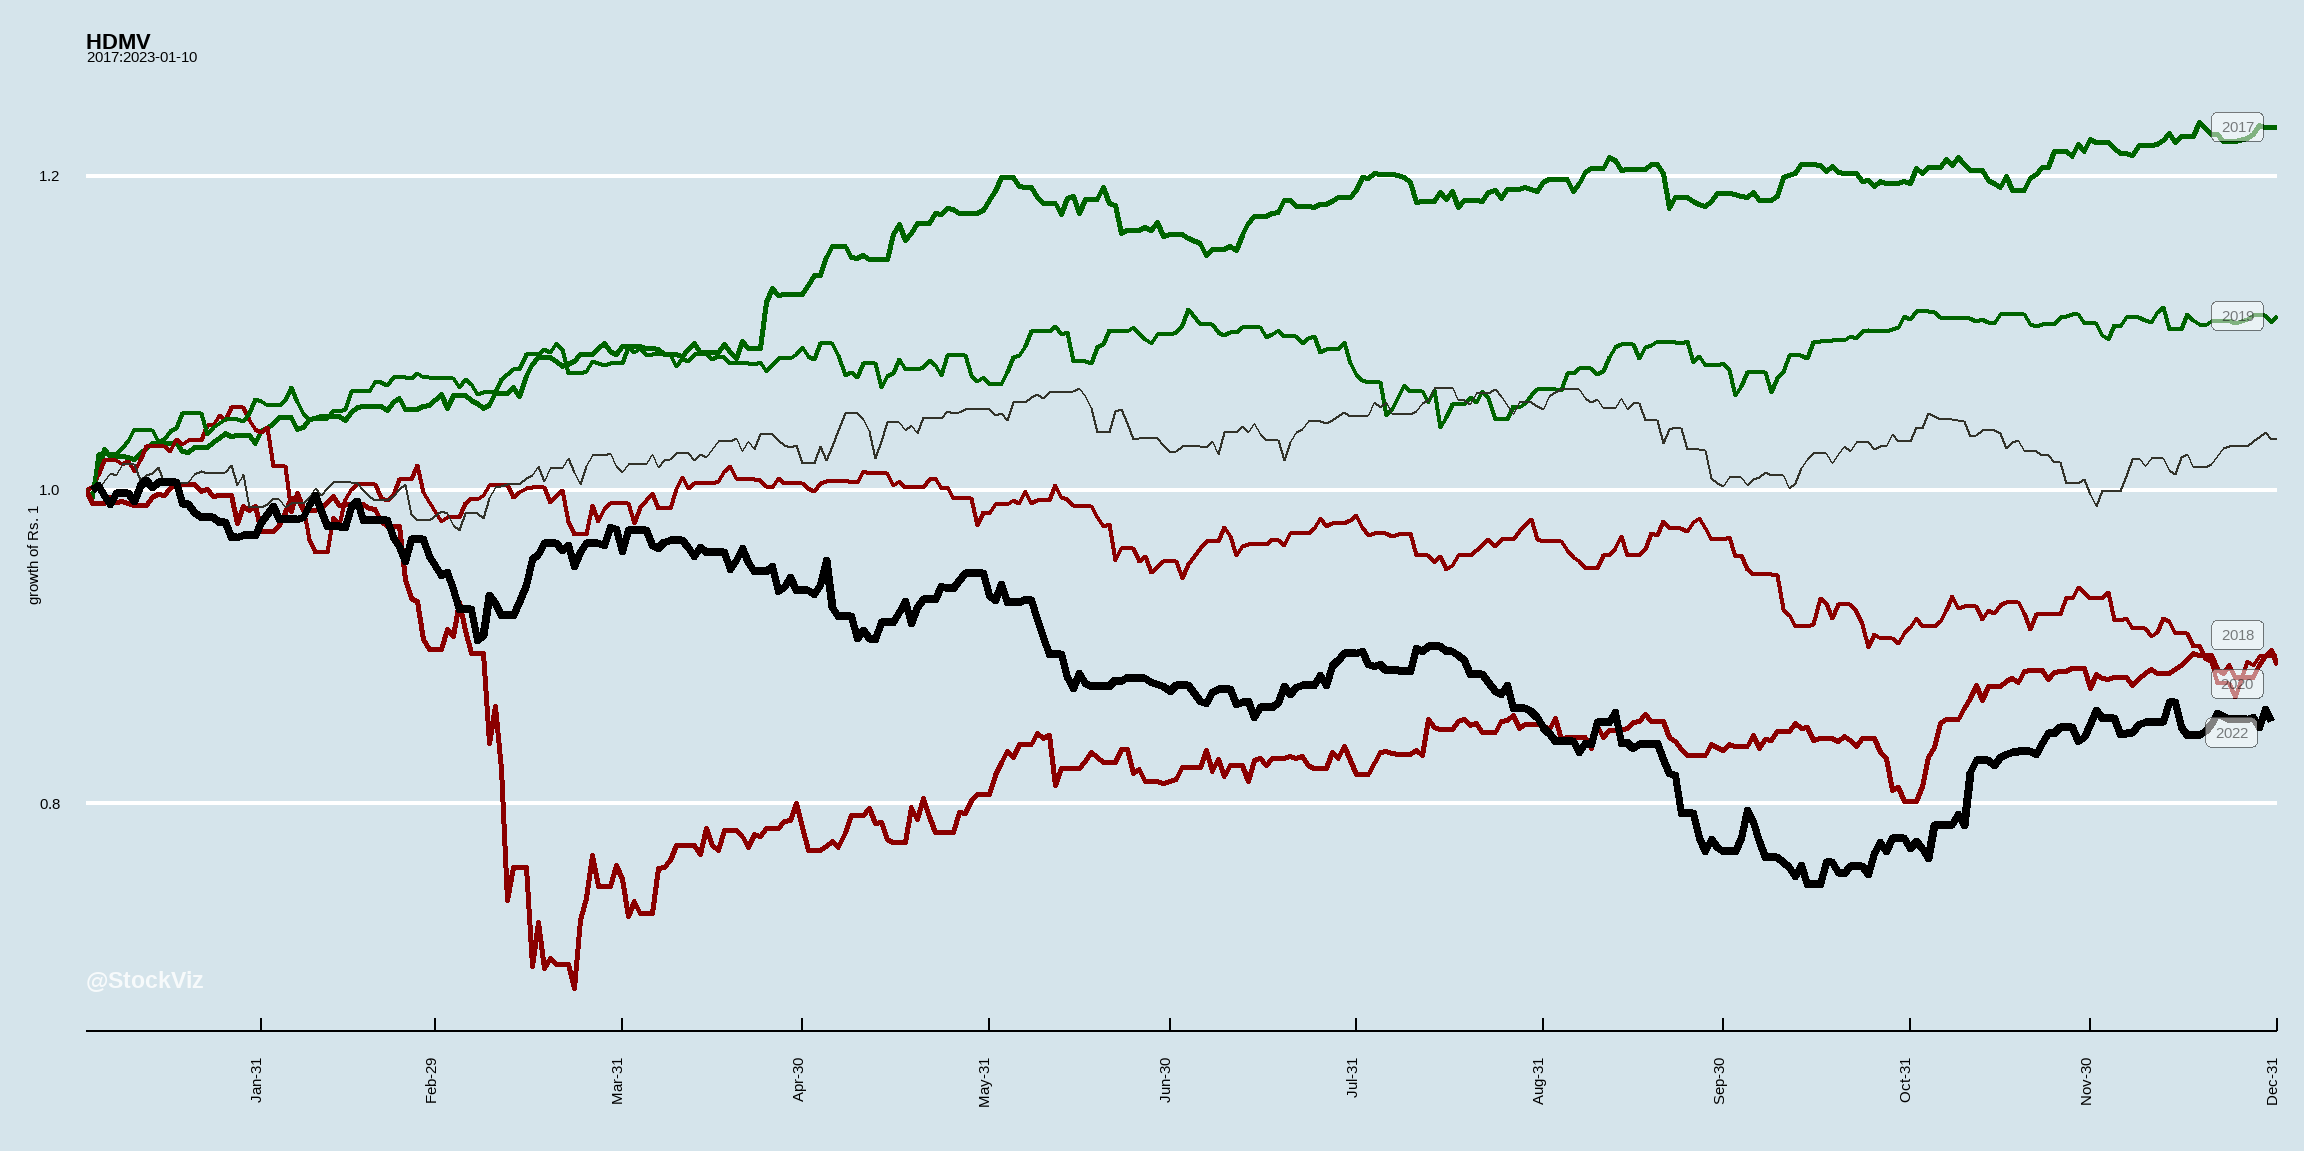 HDMV
2017:2023-01-10
2017
1.2
2019
1.0
growth of Rs. 1
2018
2020
2022
0.8
@StockViz
Jan-31
Feb-29
Mar-31
Apr-30
May-31
Jun-30
Jul-31
Aug-31
Sep-30
Oct-31
Nov-30
Dec-31